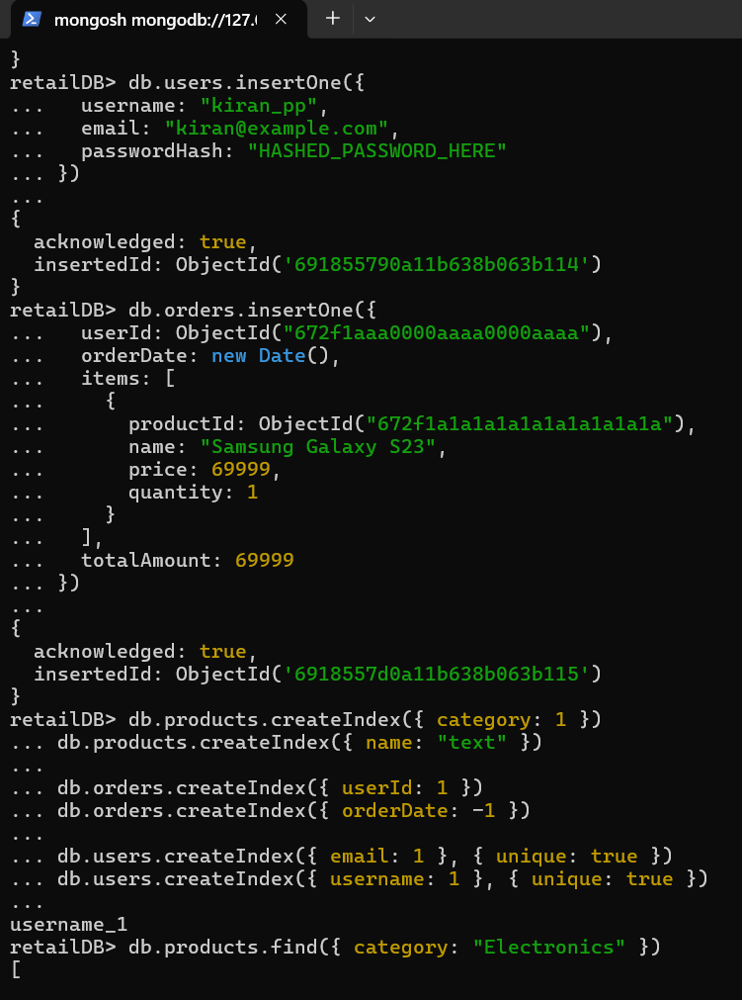 mongosh mongodb://127.(
}
retailDB> db.users.insertOne({
...   username: "kiran_pp",
...   email: "kiran@example.com",
...   passwordHash: "HASHED_PASSWORD_HERE"
... })
...
{
  acknowledged: true,
  insertedId: ObjectId('691855790a11b638b063b114')
}
retailDB> db.orders.insertOne({
...   userId: ObjectId("672f1aaa0000aaaa0000aaaa"),
...   orderDate: new Date(),
...   items: [
...     {
...       productId: ObjectId("672f1a1a1a1a1a1a1a1a1a1a"),
...       name: "Samsung Galaxy S23",
...       price: 69999,
...       quantity: 1
...     }
...   ],
...   totalAmount: 69999
... })
...
{
  acknowledged: true,
  insertedId: ObjectId('6918557d0a11b638b063b115')
}
retailDB> db.products.createIndex({ category: 1 })
... db.products.createIndex({ name: "text" })
...
... db.orders.createIndex({ userId: 1 })
... db.orders.createIndex({ orderDate: -1 })
...
... db.users.createIndex({ email: 1 }, { unique: true })
... db.users.createIndex({ username: 1 }, { unique: true })
...
username_1
retailDB> db.products.find({ category: "Electronics" })
[